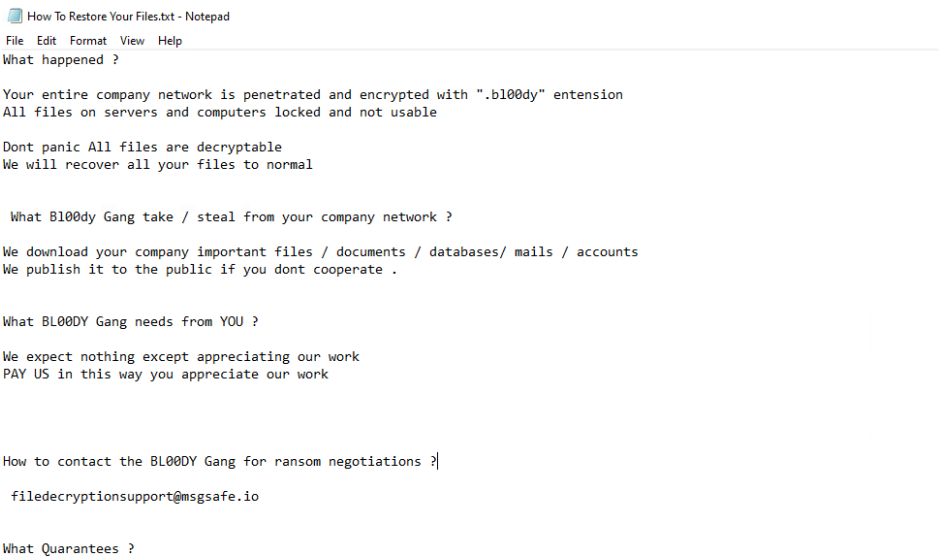 How To Restore Your Files.txt - Notepad
File Edit Format View Help
What happened ?
Your entire company network is penetrated and encrypted with ".bl00dy" entension
All files on servers and computers locked and not usable
Dont panic All files are decryptable
We will recover all your files to normal
What Bl00dy Gang take / steal from your company network ?
We download your company important files / documents / databases/ mails / accounts
We publish it to the public if you dont cooperate .
What BL00DY Gang needs from YOU ?
We expect nothing except appreciating our work
PAY US in this way you appreciate our work
How to contact the BL00DY Gang for ransom negotiations ?
filedecryptionsupport@msgsafe.io
What Quarantees ?